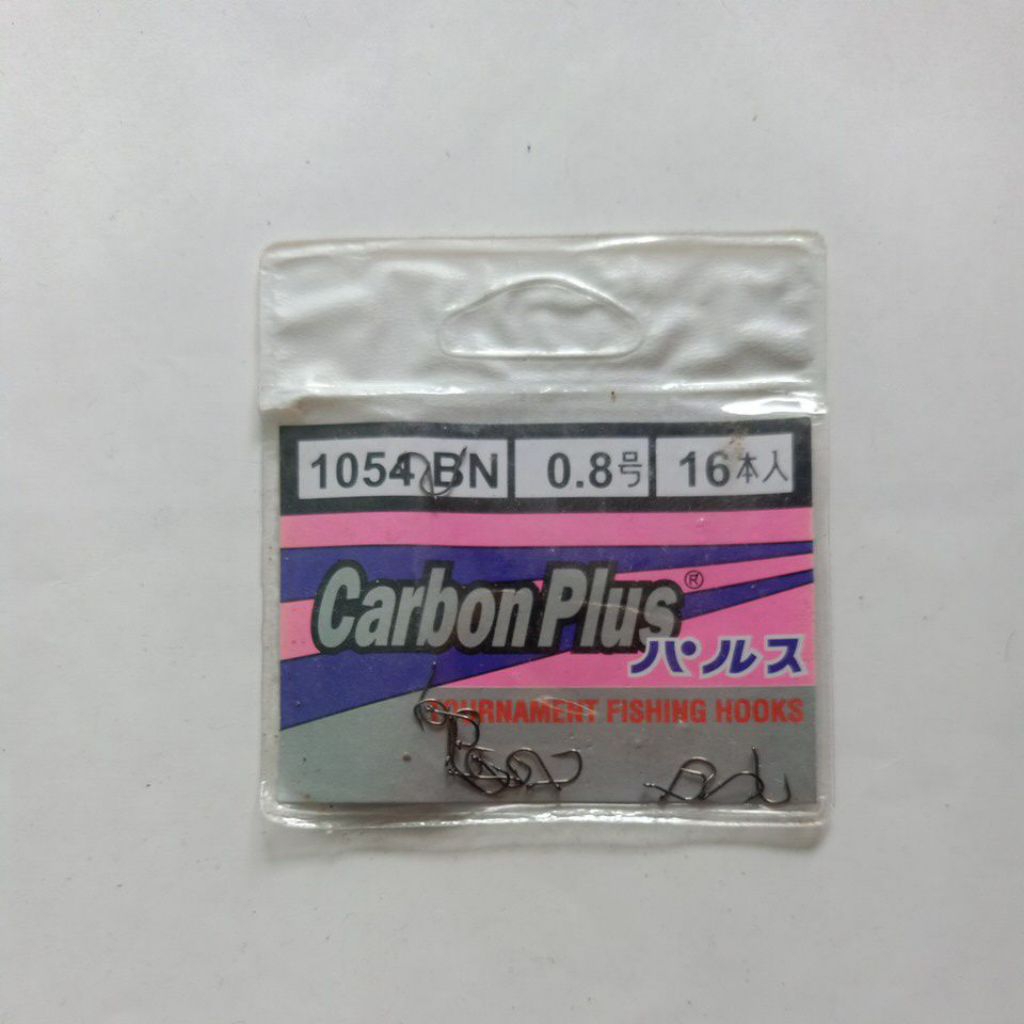 1054 BN 0.8号 16本入
Carbon Plus®
パルス
TOURNAMENT FISHING HOOKS